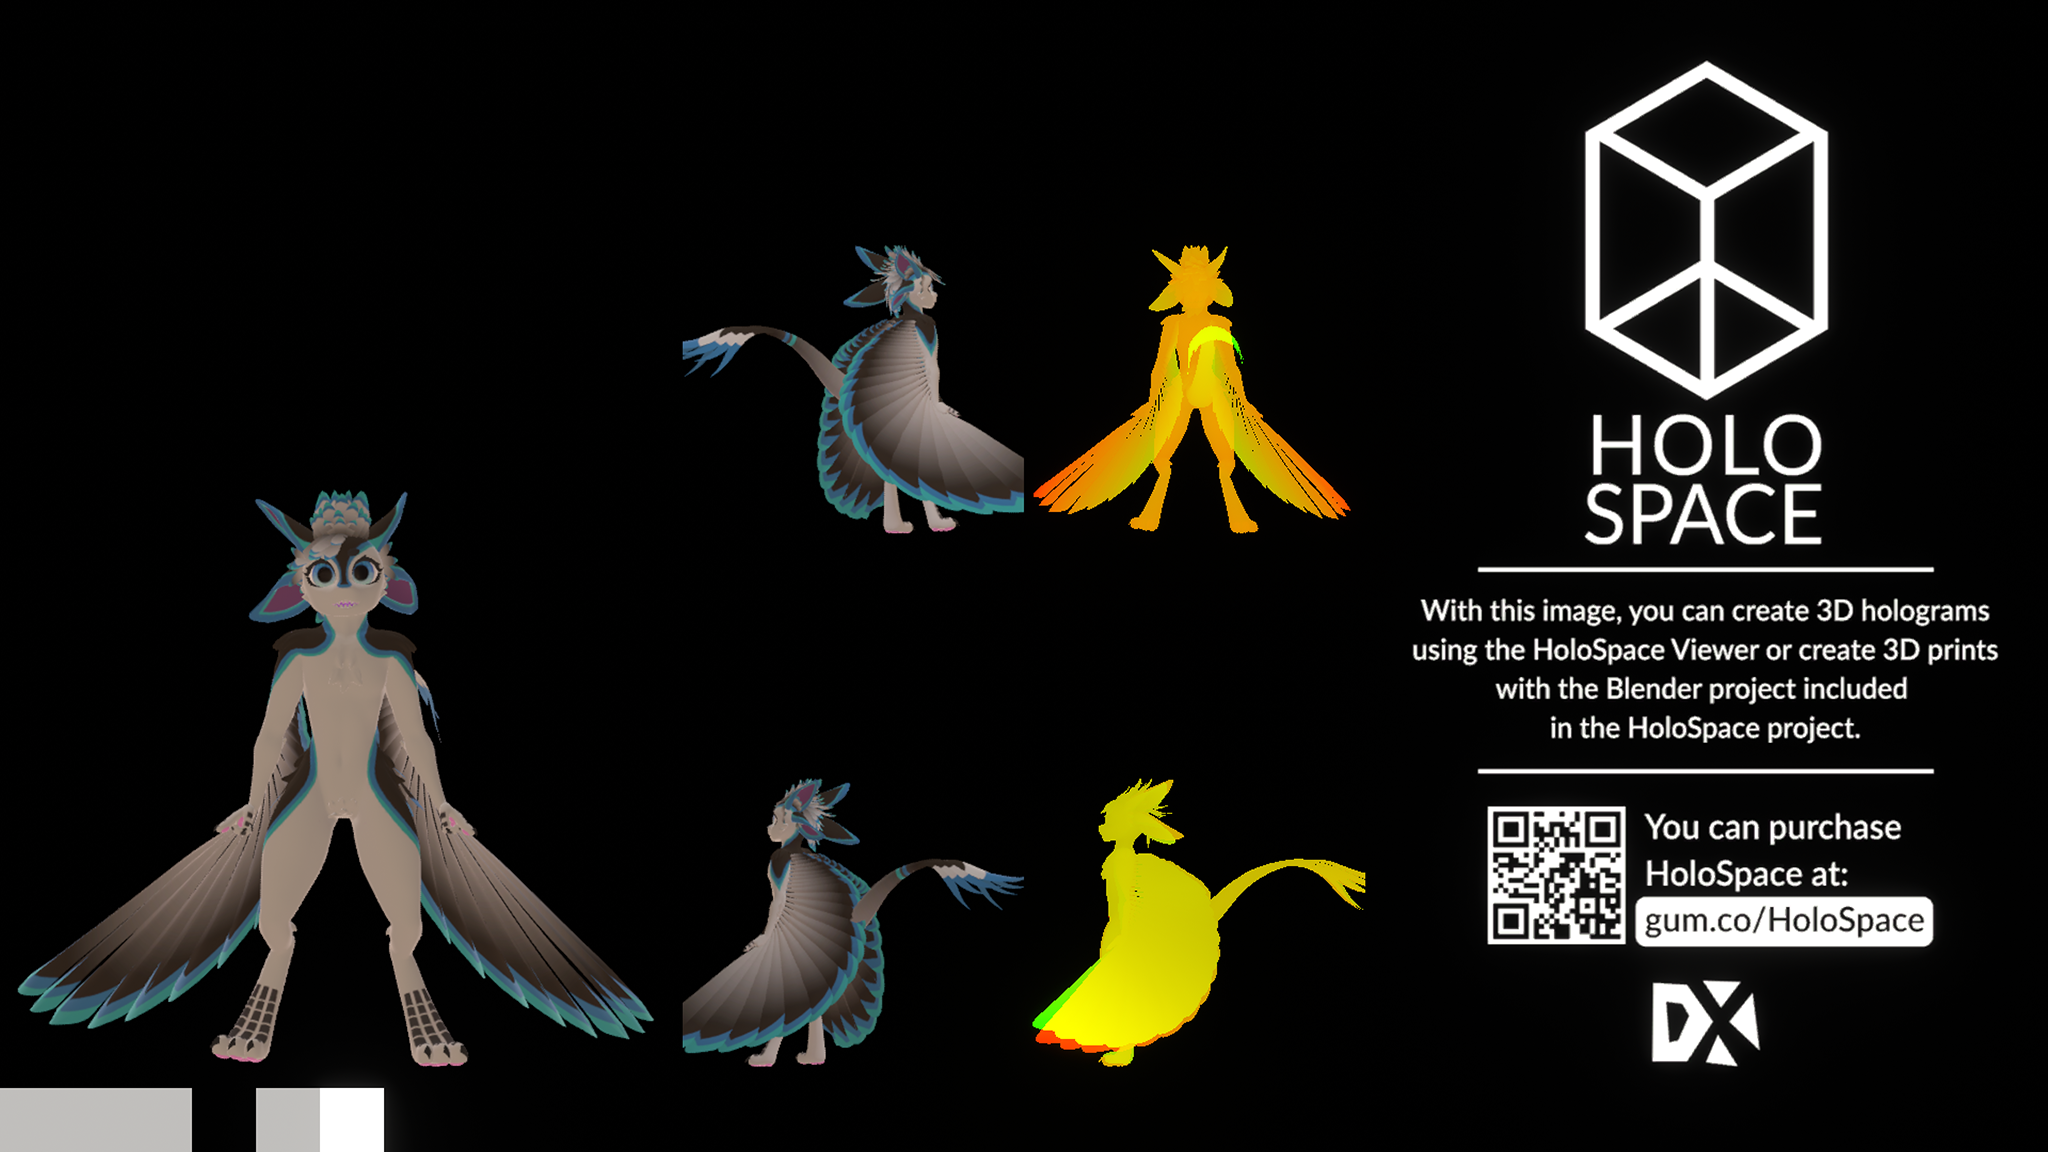 HOLO
SPACE
With this image, you can create 3D holograms
using the HoloSpace Viewer or create 3D prints
with the Blender project included
in the HoloSpace project.
You can purchase
HoloSpace at:
gum.co/HoloSpace
DX